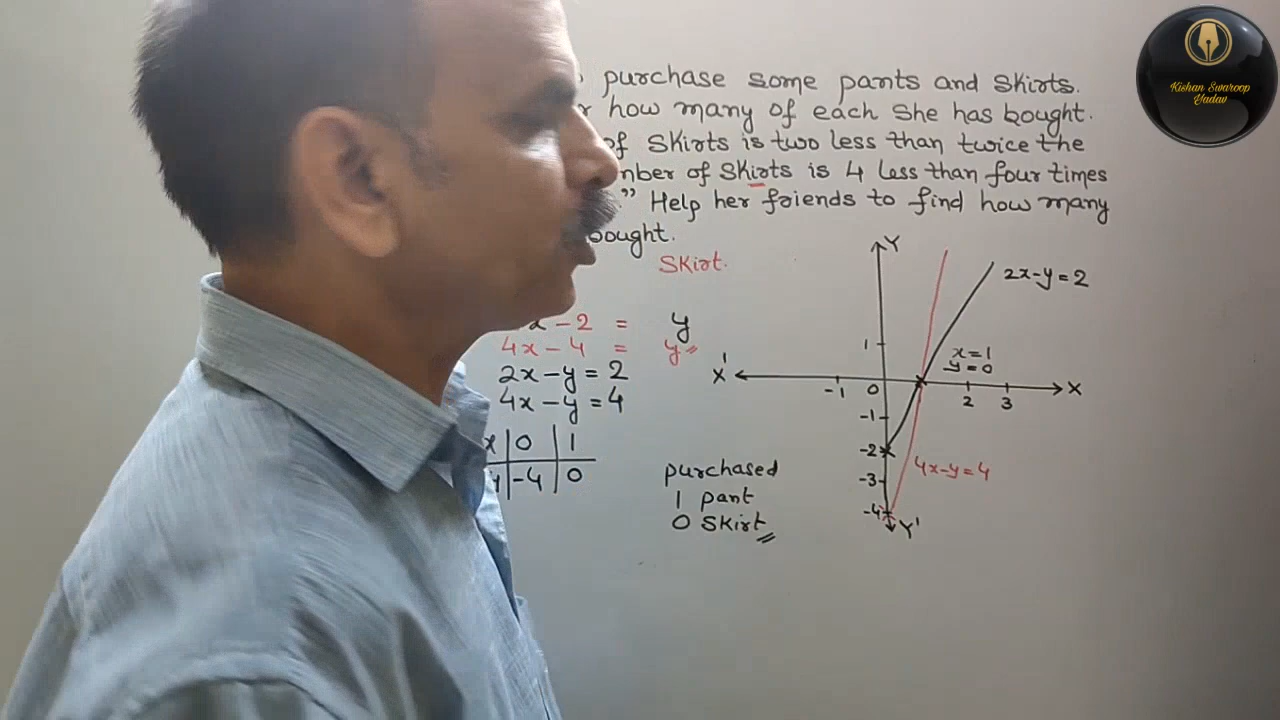 purchase some pants and skirts.
how many of each she has bought.
of Skirts is two less than twice the
of Skirts is 4 less than four times
" Help her friends to find how many
bought.
Skirt.
- 2 = y
4x - 4 = y
2x - y = 2
4x - y = 4
x 0 1
y -4 0
purchased
1 pant
0 Skirt
Y
2x - y = 2
1
x = 1
y = 0
X' -1 0 2 3 X
-1
-2
-3
4x - y = 4
-4
Y'
Kishan Swaroop
Yadav